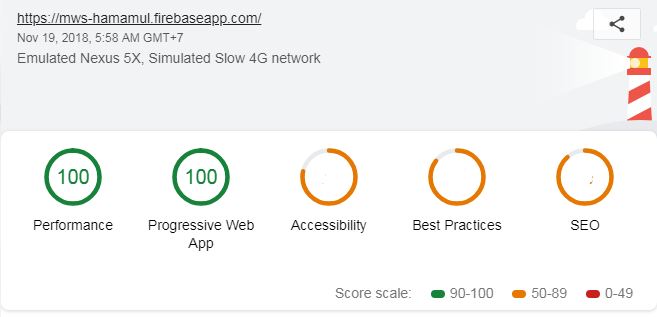 https://mws-hamamul.firebaseapp.com/
Nov 19, 2018, 5:58 AM GMT+7
Emulated Nexus 5X, Simulated Slow 4G network
100
100
Performance
Progressive Web
App
Accessibility
Best Practices
SEO
Score scale: 90-100 50-89 0-49